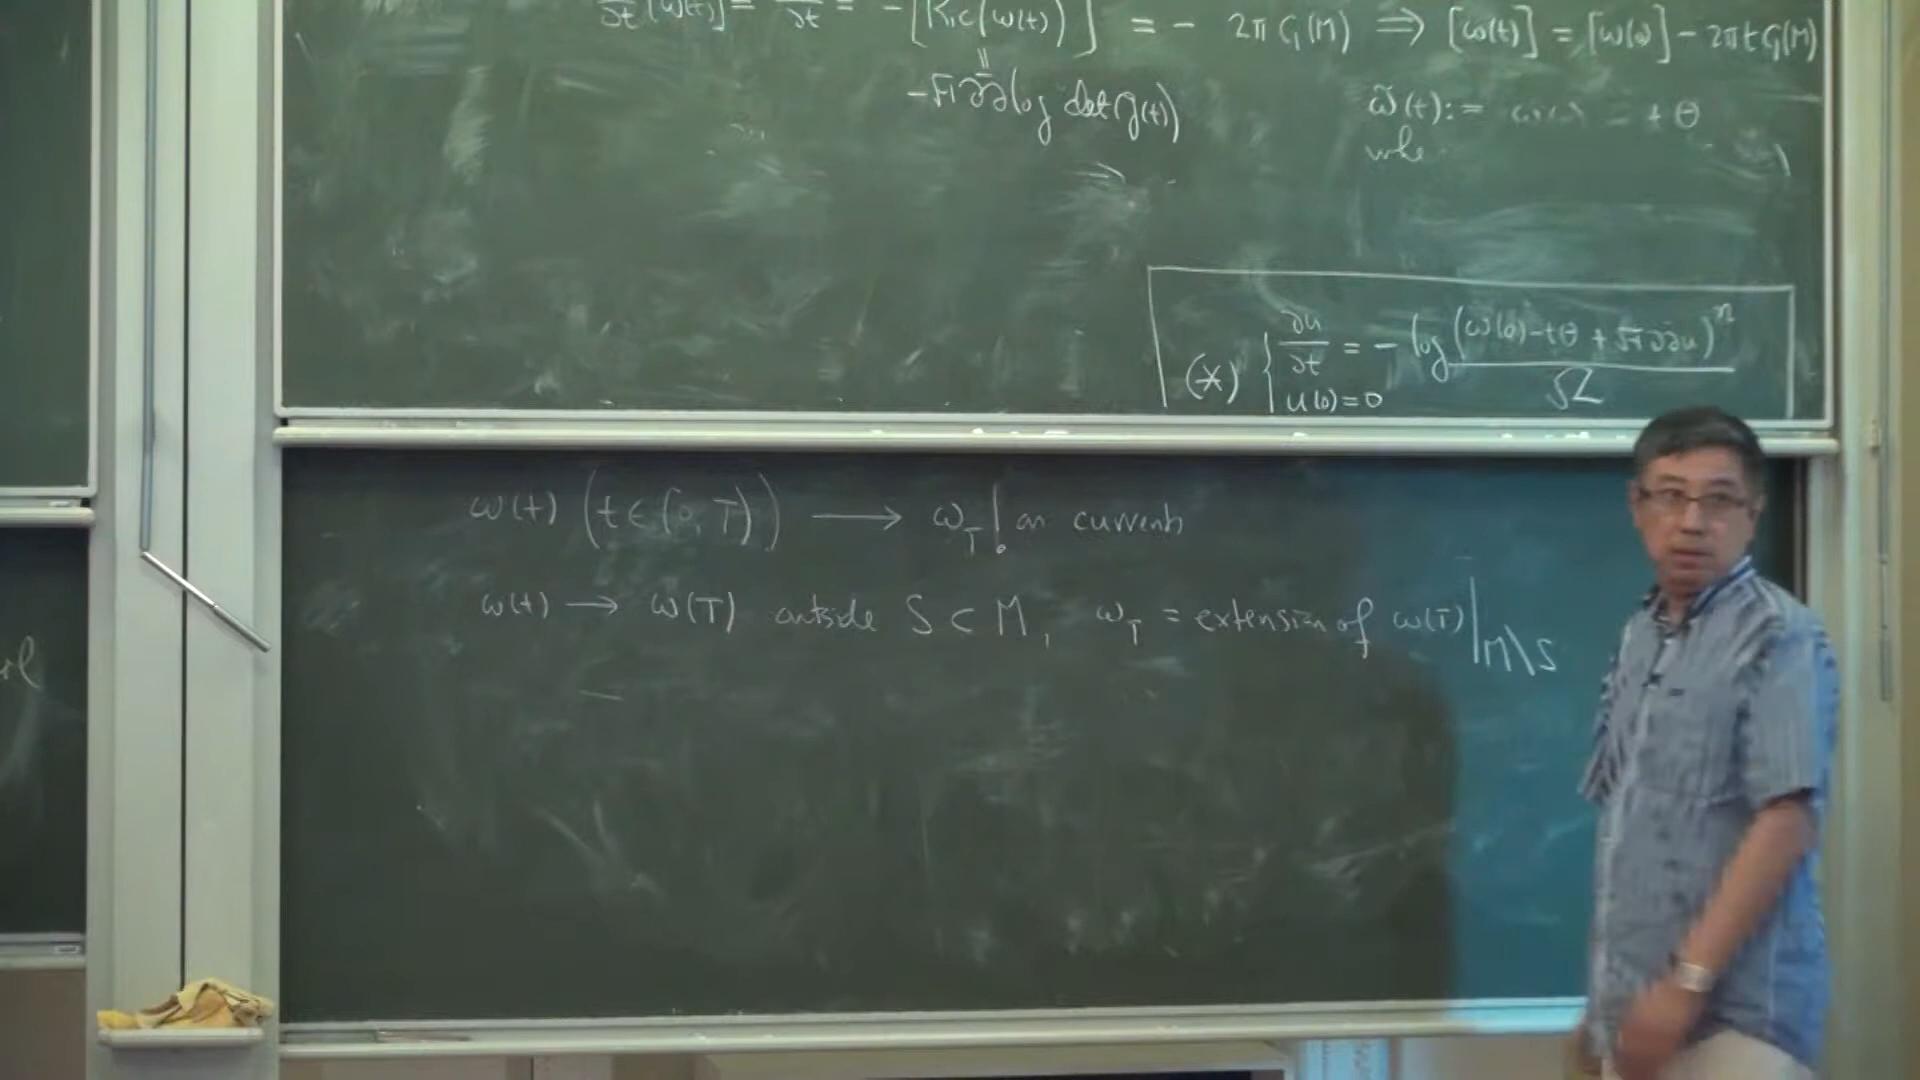 ∂/∂t [ω(t)] = /∂t = - [Ric(ω(t))] = - 2π C₁(M) ⇒ [ω(t)] = [ω(0)] - 2πt C₁(M)
=
-√-1 ∂∂̄ log det(g(t))
ω̃(t) := + θ
whe
(*) { ∂u/∂t = - log (ω(0) - tθ + √-1 ∂∂̄u)ⁿ / Ω
u(0) = 0
ω(t) (t ∈ [0, T)) ⟶ ω_T | as currents
ω(t) → ω(T) outside S ⊂ M, ω_T = extension of ω(T)|_{M\S}